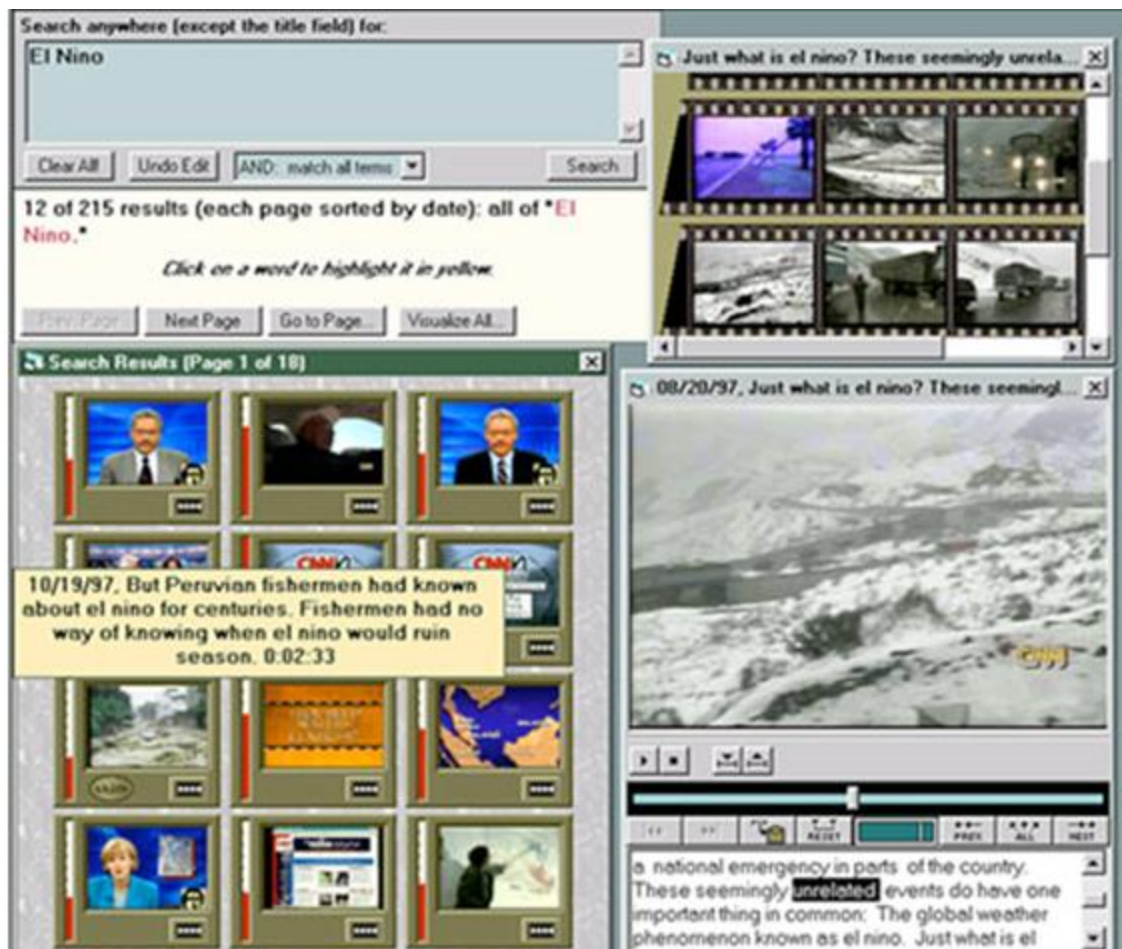 Search anywhere (except the title field) for:
El Nino
Clear All!
Undo Edit
AND: match all terms
Search
12 of 215 results (each page sorted by date): all of "El
Nino."
Click on a word to highlight it in yellow.
Prev. Page
Next Page
Go to Page...
Visualize All...
Just what is el nino? These seemingly unrela...
Search Results (Page 1 of 18)
CNN
CNN
10/19/97, But Peruvian fishermen had known
about el nino for centuries. Fishermen had no
way of knowing when el nino would ruin
season. 0:02:33
skills
08/20/97, Just what is el nino? These seemingl...
CNN
RESET
PREV
ALL
NEXT
a national emergency in parts of the country.
These seemingly unrelated events do have one
important thing in common: The global weather
phenomenon known as el nino. Just what is el